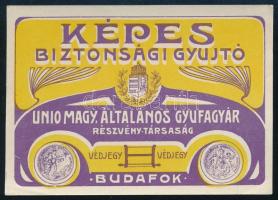 KÉPES
BIZTONSÁGI GYUJTÓ
UNIO MAGY. ÁLTALÁNOS GYUFAGYÁR
RÉSZVÉNY-TÁRSASÁG
VÉDJEGY VÉDJEGY
BUDAFOK